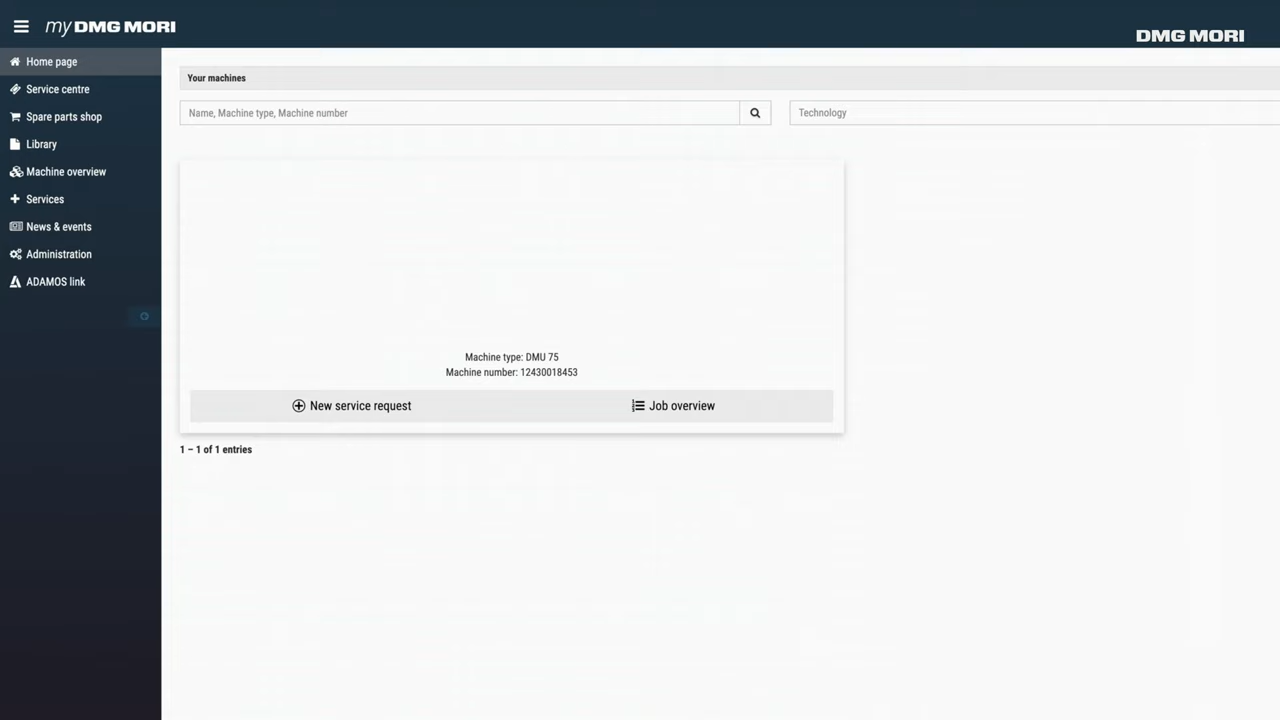 my DMG MORI
DMG MORI
Home page
Service centre
Spare parts shop
Library
Machine overview
Services
News & events
Administration
ADAMOS link
Your machines
Name, Machine type, Machine number
Technology
Machine type: DMU 75
Machine number: 12430018453
New service request
Job overview
1 – 1 of 1 entries